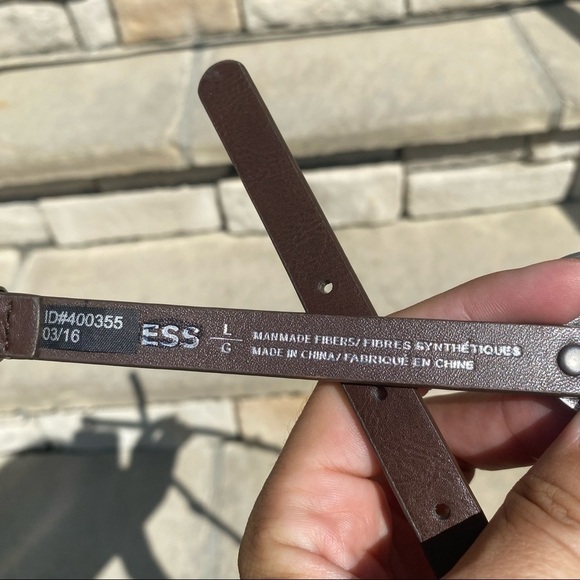 ID#400355
03/16
ESS
L
G
MANMADE FIBERS/ FIBRES SYNTHÉTIQUES
MADE IN CHINA/ FABRIQUÉ EN CHINE